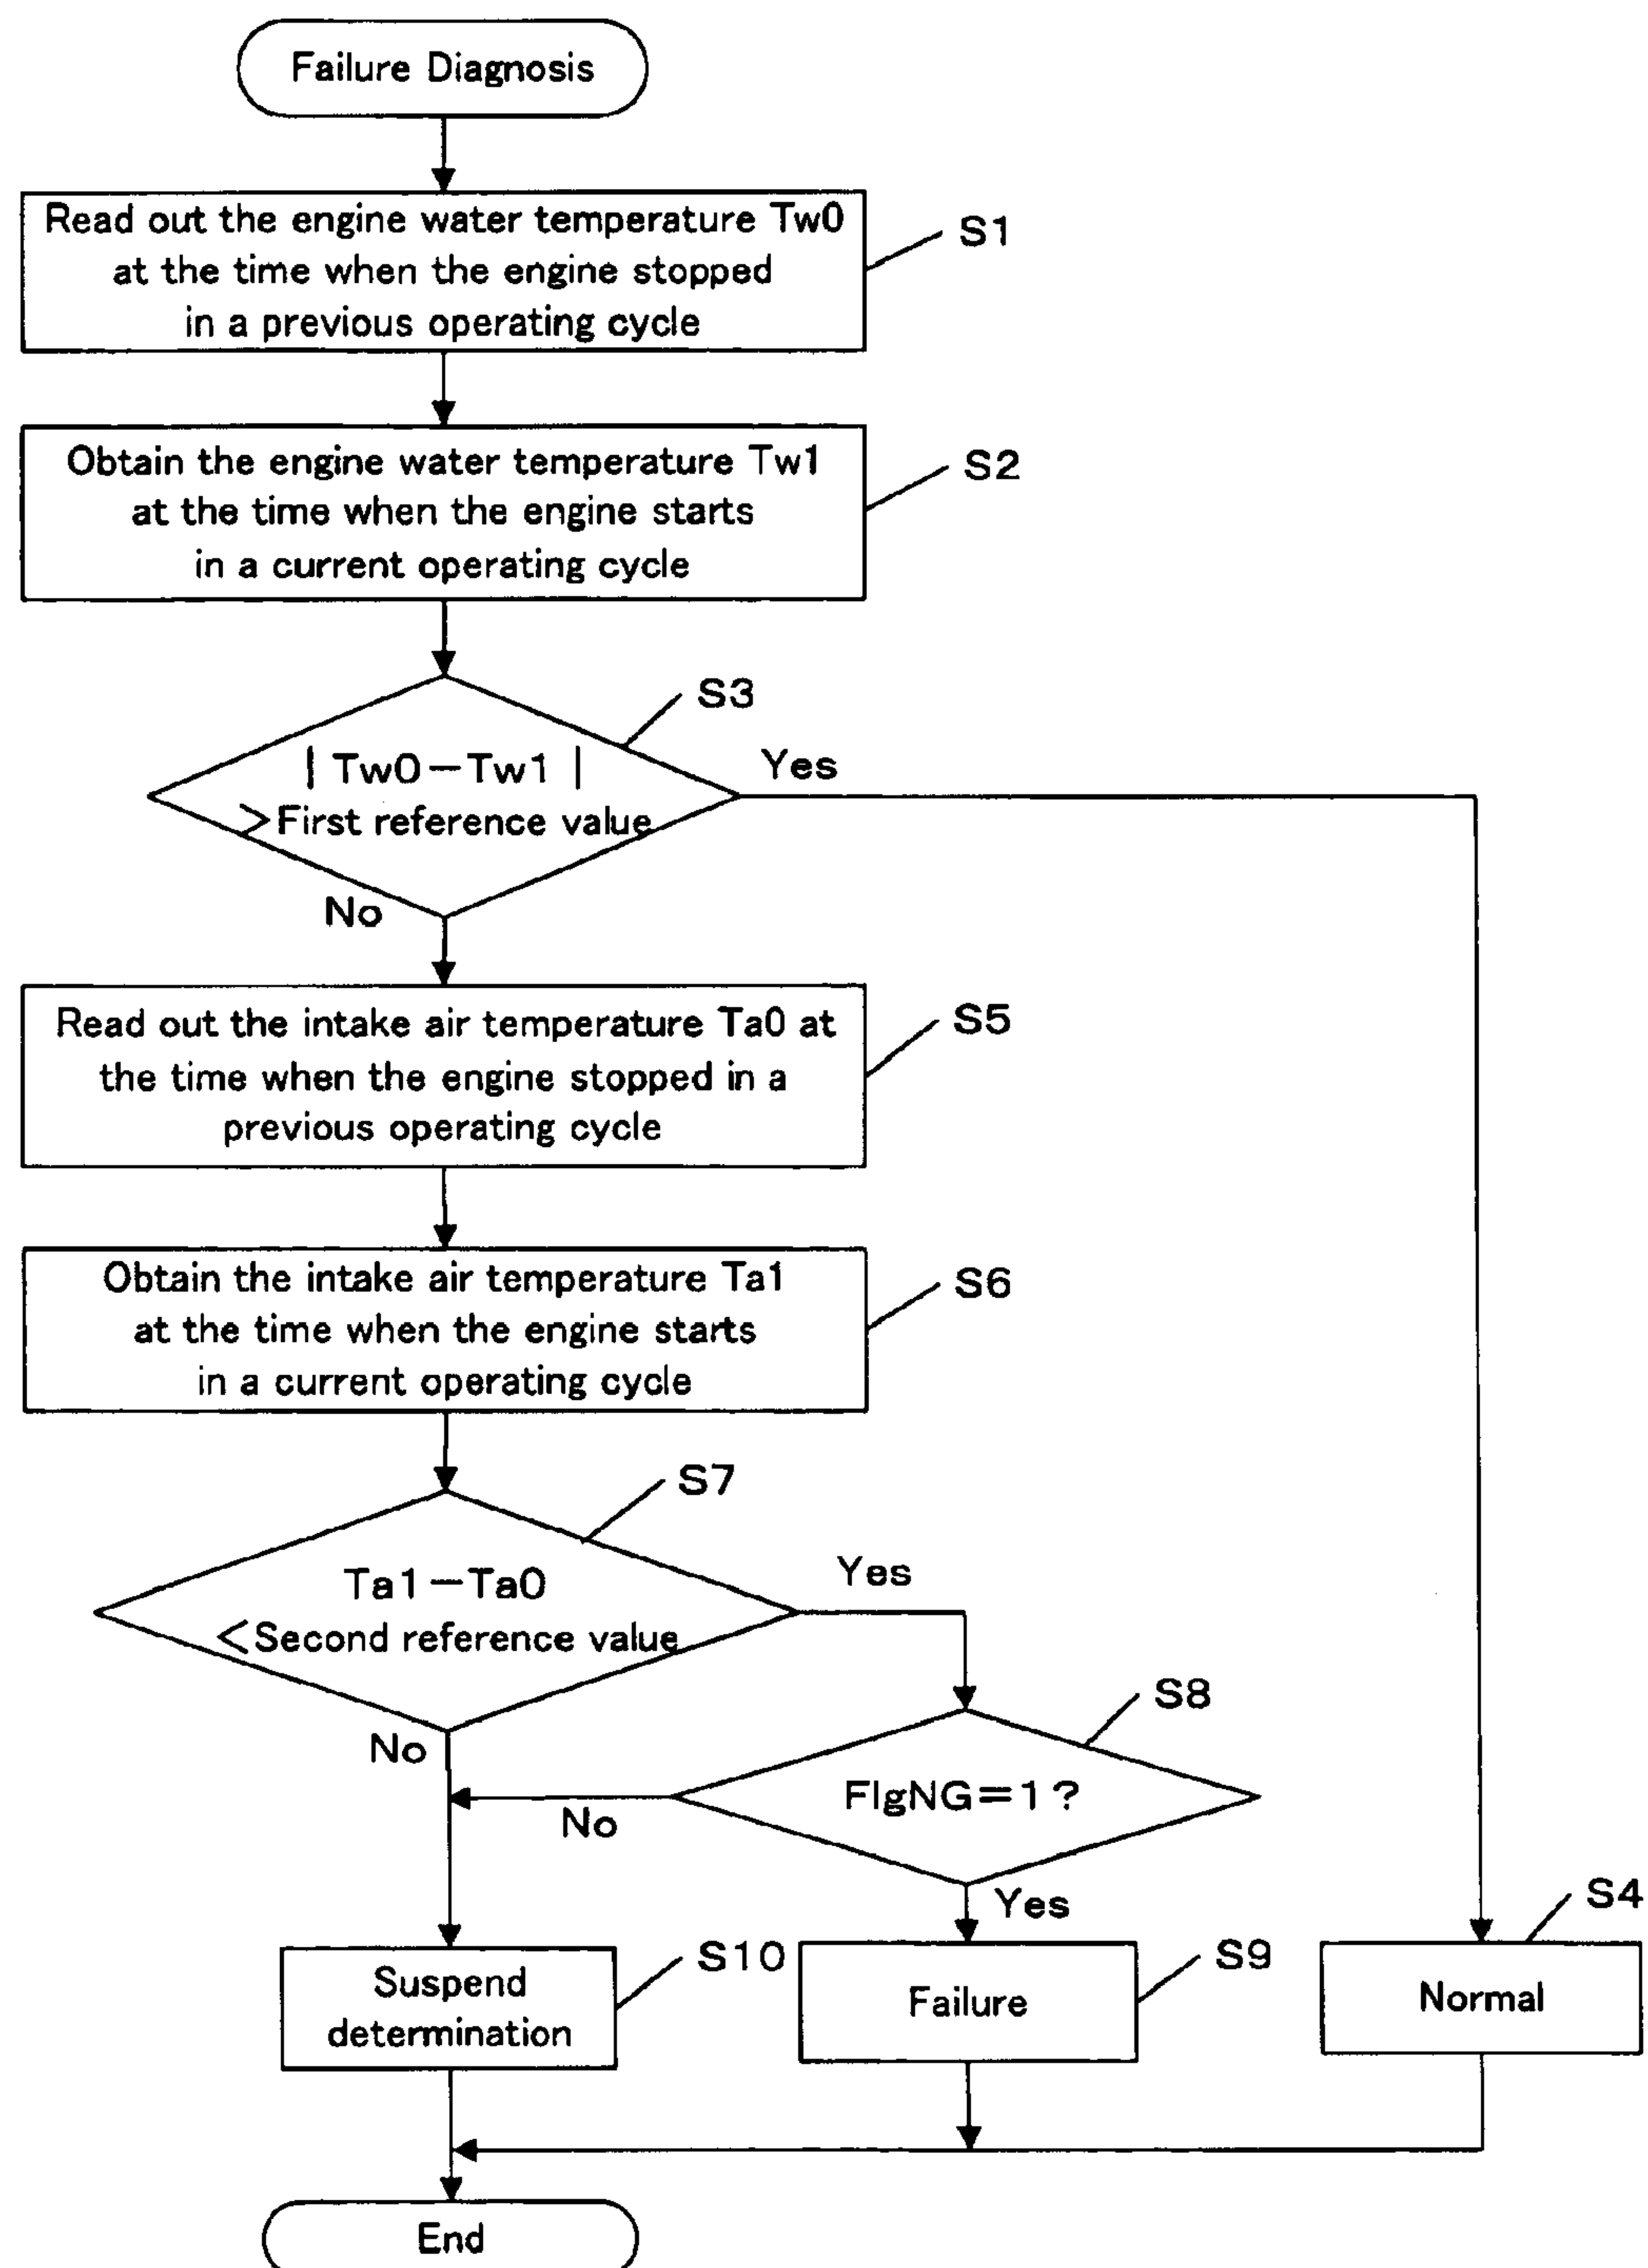 Failure Diagnosis
Read out the engine water temperature Tw0
at the time when the engine stopped
in a previous operating cycle
S1
Obtain the engine water temperature Tw1
at the time when the engine starts
in a current operating cycle
S2
S3
| Tw0－Tw1 |
＞First reference value
Yes
No
Read out the intake air temperature Ta0 at
the time when the engine stopped in a
previous operating cycle
S5
Obtain the intake air temperature Ta1
at the time when the engine starts
in a current operating cycle
S6
S7
Ta1－Ta0
＜Second reference value
Yes
No
S8
FlgNG＝1?
No
Yes
S10
Suspend
determination
S9
Failure
S4
Normal
End